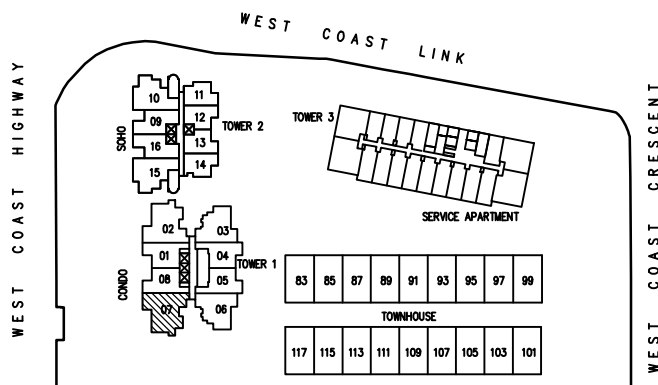 WEST COAST LINK
WEST COAST HIGHWAY
WEST COAST CRESCENT
10
11
09
12
TOWER 2
SOHO
16
13
15
14
TOWER 3
SERVICE APARTMENT
02
03
01
04
TOWER 1
CONDO
08
05
07
06
83 85 87 89 91 93 95 97 99
TOWNHOUSE
117 115 113 111 109 107 105 103 101